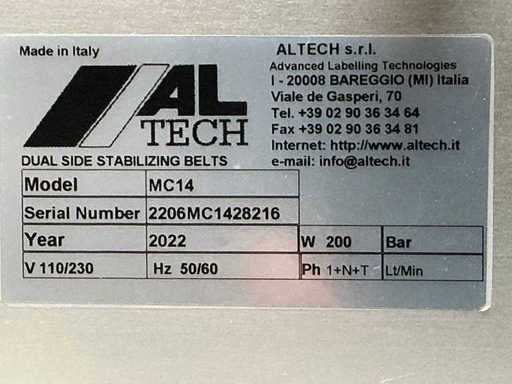 Made in Italy
AL
TECH
DUAL SIDE STABILIZING BELTS
ALTECH s.r.l.
Advanced Labelling Technologies
I - 20008 BAREGGIO (MI) Italia
Viale de Gasperi, 70
Tel. +39 02 90 36 34 64
Fax +39 02 90 36 34 81
Internet: http://www.altech.it
e-mail: info@altech.it
Model MC14
Serial Number 2206MC1428216
Year 2022 W 200 Bar
V 110/230 Hz 50/60 Ph 1+N+T Lt/Min